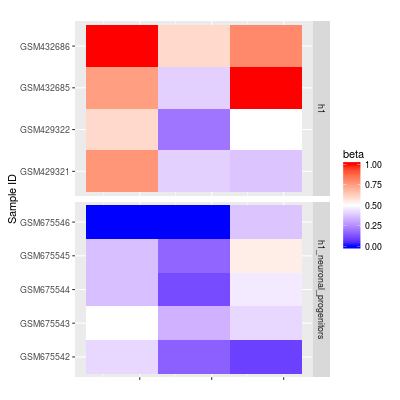 GSM432686
GSM432685
GSM429322
GSM429321
h1
GSM675546
GSM675545
GSM675544
GSM675543
GSM675542
h1_neuronal_progenitors
Sample ID
beta
1.00
0.75
0.50
0.25
0.00